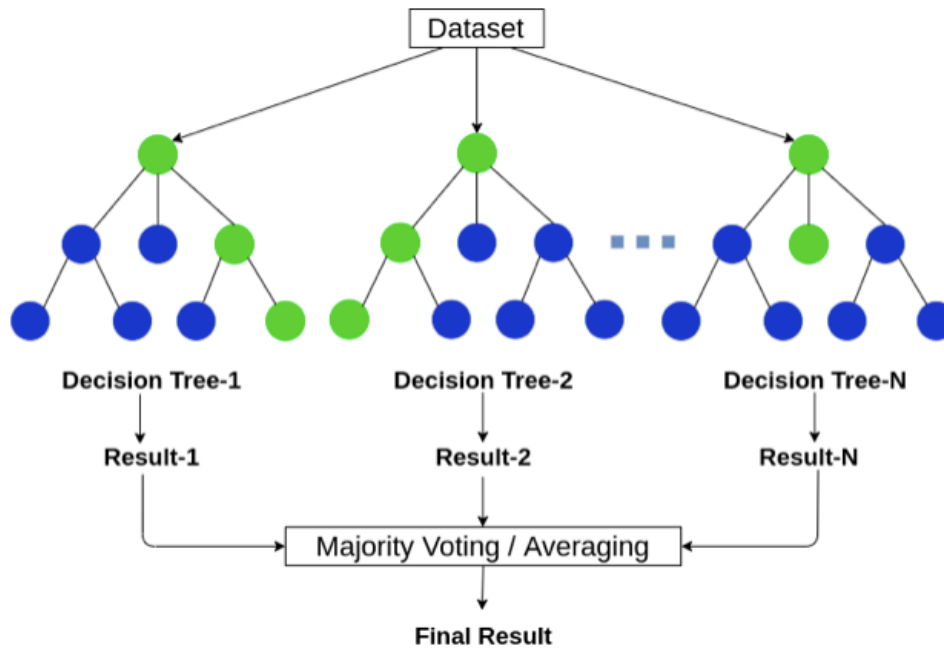 Dataset
Decision Tree-1
Decision Tree-2
Decision Tree-N
Result-1
Result-2
Result-N
Majority Voting / Averaging
Final Result